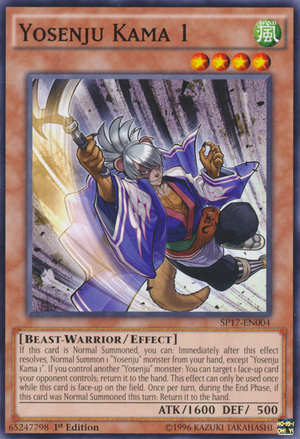 Yosenju Kama 1
WIND
風
SP17-EN004
[Beast-Warrior/Effect]
If this card is Normal Summoned, you can: Immediately after this effect
resolves, Normal Summon 1 "Yosenju" monster from your hand, except "Yosenju
Kama 1". If you control another "Yosenju" monster: You can target 1 face-up card
your opponent controls; return it to the hand. This effect can only be used once
while this card is face-up on the field. Once per turn, during the End Phase, if
this card was Normal Summoned this turn: Return it to the hand.
ATK/1600 DEF/ 500
65247798 1st Edition ©1996 KAZUKI TAKAHASHI